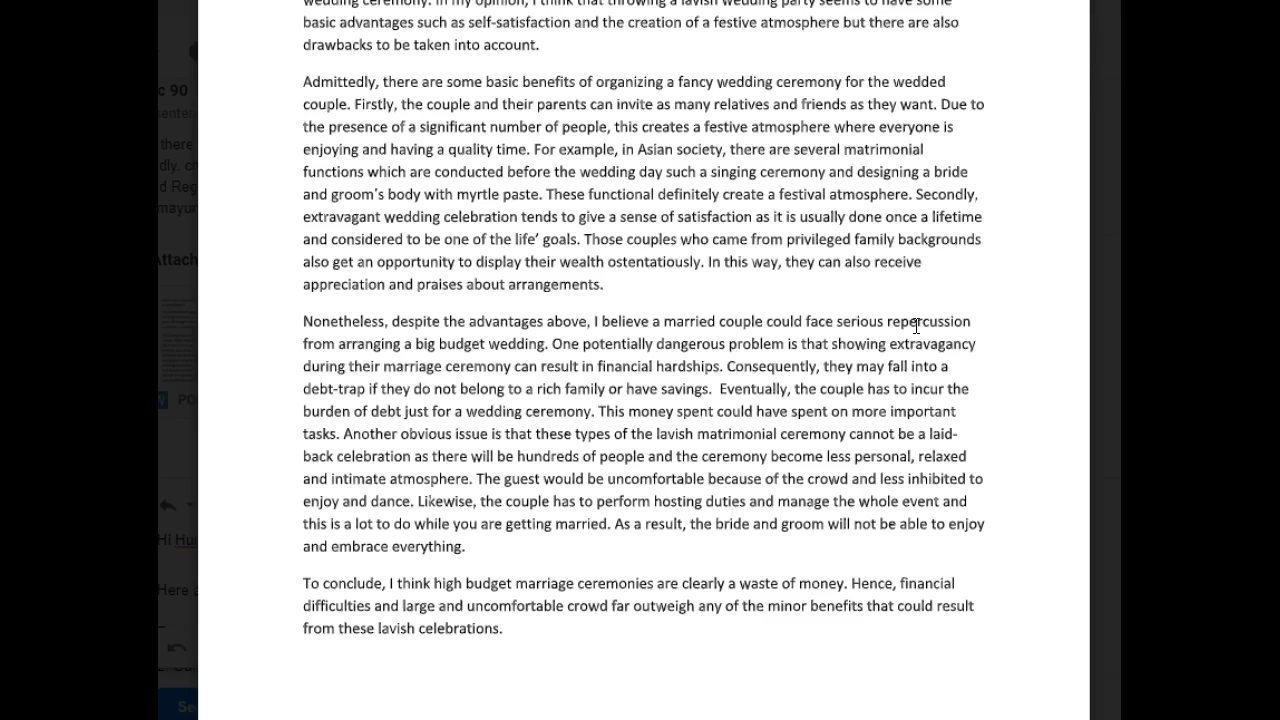 wedding ceremony. In my opinion, I think that throwing a lavish wedding party seems to have some
basic advantages such as self-satisfaction and the creation of a festive atmosphere but there are also
drawbacks to be taken into account.
Admittedly, there are some basic benefits of organizing a fancy wedding ceremony for the wedded
couple. Firstly, the couple and their parents can invite as many relatives and friends as they want. Due to
the presence of a significant number of people, this creates a festive atmosphere where everyone is
enjoying and having a quality time. For example, in Asian society, there are several matrimonial
functions which are conducted before the wedding day such a singing ceremony and designing a bride
and groom's body with myrtle paste. These functional definitely create a festival atmosphere. Secondly,
extravagant wedding celebration tends to give a sense of satisfaction as it is usually done once a lifetime
and considered to be one of the life' goals. Those couples who came from privileged family backgrounds
also get an opportunity to display their wealth ostentatiously. In this way, they can also receive
appreciation and praises about arrangements.
Nonetheless, despite the advantages above, I believe a married couple could face serious repercussion
from arranging a big budget wedding. One potentially dangerous problem is that showing extravagancy
during their marriage ceremony can result in financial hardships. Consequently, they may fall into a
debt-trap if they do not belong to a rich family or have savings.  Eventually, the couple has to incur the
burden of debt just for a wedding ceremony. This money spent could have spent on more important
tasks. Another obvious issue is that these types of the lavish matrimonial ceremony cannot be a laid-
back celebration as there will be hundreds of people and the ceremony become less personal, relaxed
and intimate atmosphere. The guest would be uncomfortable because of the crowd and less inhibited to
enjoy and dance. Likewise, the couple has to perform hosting duties and manage the whole event and
this is a lot to do while you are getting married. As a result, the bride and groom will not be able to enjoy
and embrace everything.
To conclude, I think high budget marriage ceremonies are clearly a waste of money. Hence, financial
difficulties and large and uncomfortable crowd far outweigh any of the minor benefits that could result
from these lavish celebrations.
c 90
there
Attach
Hi Hu
Here